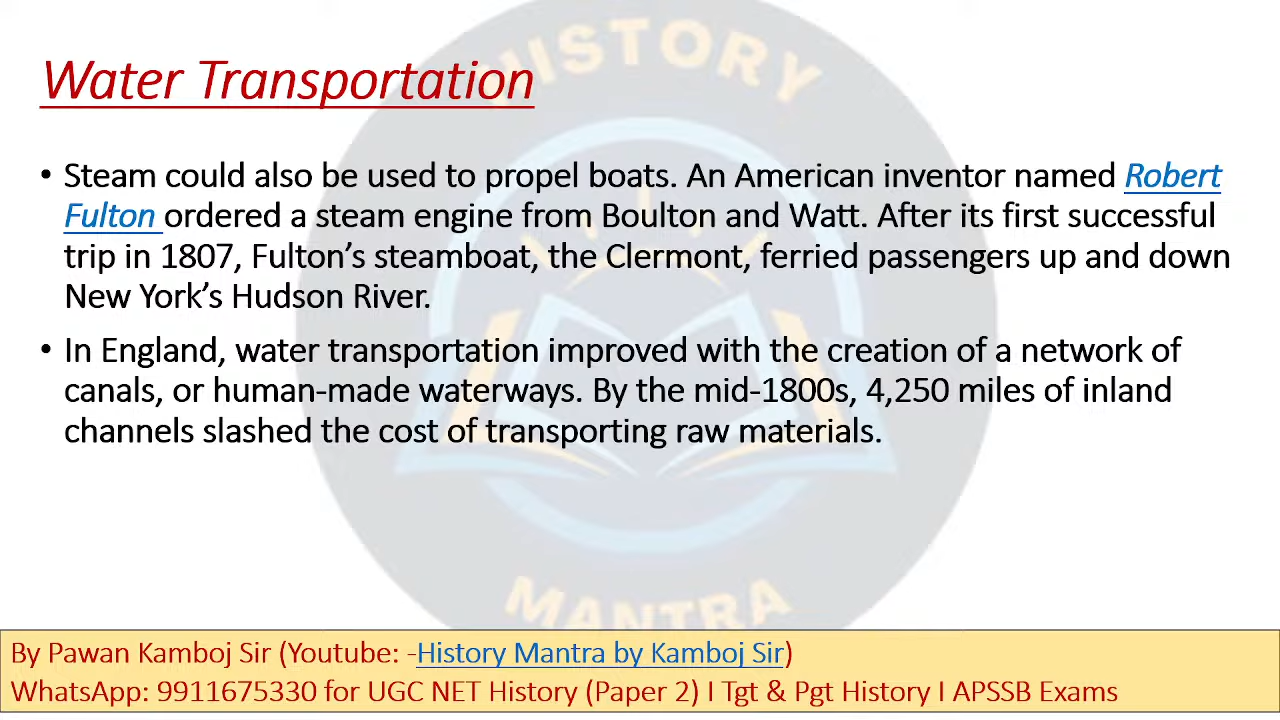 HISTORY
Water Transportation
• Steam could also be used to propel boats. An American inventor named Robert
Fulton ordered a steam engine from Boulton and Watt. After its first successful
trip in 1807, Fulton’s steamboat, the Clermont, ferried passengers up and down
New York’s Hudson River.
• In England, water transportation improved with the creation of a network of
canals, or human-made waterways. By the mid-1800s, 4,250 miles of inland
channels slashed the cost of transporting raw materials.
MANTRA
By Pawan Kamboj Sir (Youtube: -History Mantra by Kamboj Sir)
WhatsApp: 9911675330 for UGC NET History (Paper 2) I Tgt & Pgt History I APSSB Exams